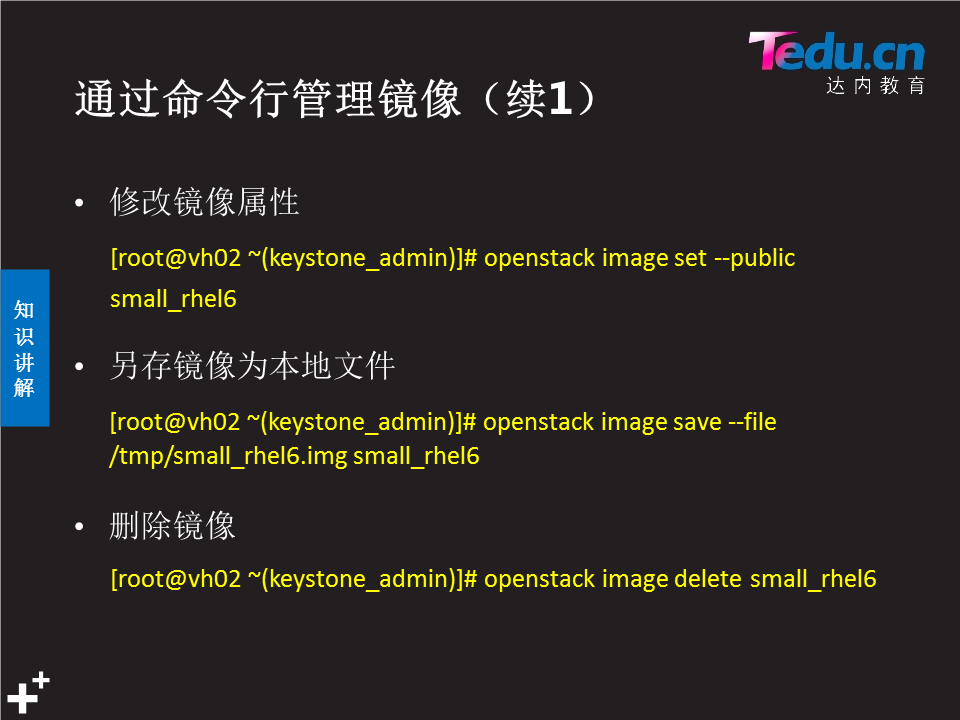 Tedu.cn
达内教育
通过命令行管理镜像（续1）
• 修改镜像属性
[root@vh02 ~(keystone_admin)]# openstack image set --public
small_rhel6
知识讲解
• 另存镜像为本地文件
[root@vh02 ~(keystone_admin)]# openstack image save --file
/tmp/small_rhel6.img small_rhel6
• 删除镜像
[root@vh02 ~(keystone_admin)]# openstack image delete small_rhel6